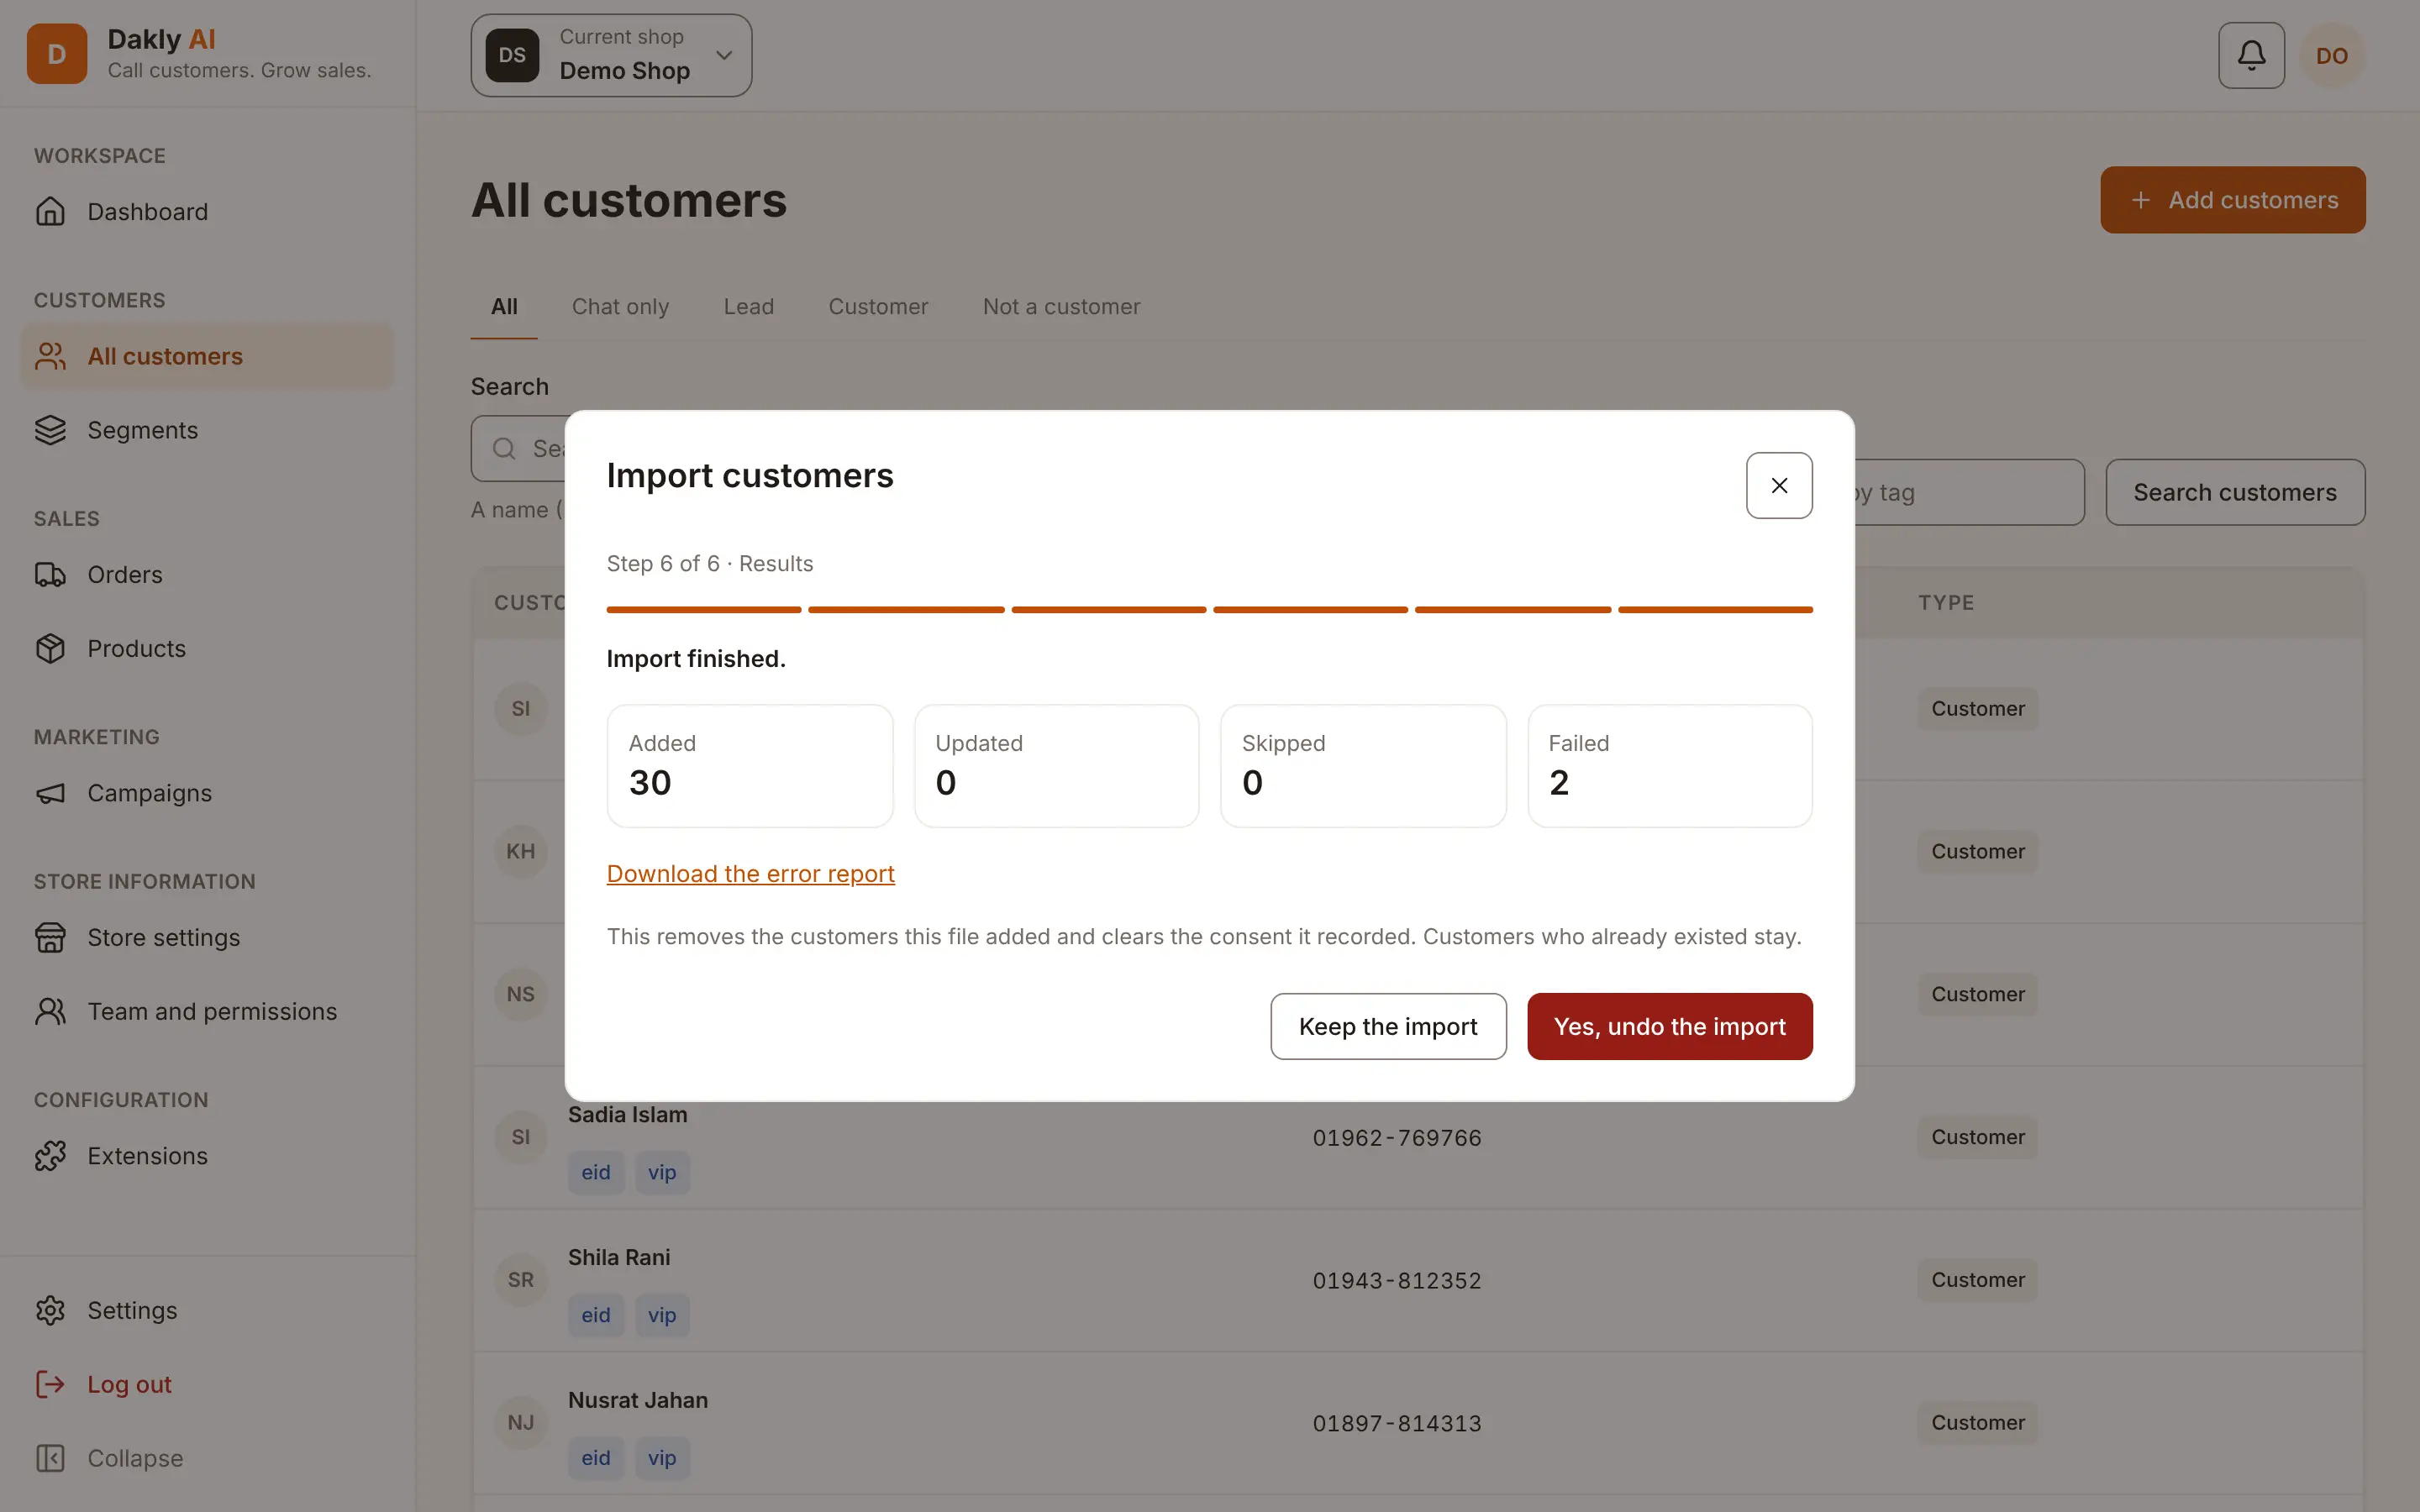 D
Dakly AI
Call customers. Grow sales.
DS
Current shop
Demo Shop
DO
WORKSPACE
Dashboard
CUSTOMERS
All customers
Segments
SALES
Orders
Products
MARKETING
Campaigns
STORE INFORMATION
Store settings
Team and permissions
CONFIGURATION
Extensions
Settings
Log out
Collapse
All customers
+ Add customers
All
Chat only
Lead
Customer
Not a customer
Search
by tag
Search customers
A name (
TYPE
Import customers
Step 6 of 6 · Results
Import finished.
Added
30
Updated
0
Skipped
0
Failed
2
Download the error report
This removes the customers this file added and clears the consent it recorded. Customers who already existed stay.
Keep the import
Yes, undo the import
SI
Customer
KH
Customer
NS
Customer
SI
Sadia Islam
eid
vip
01962-769766
Customer
SR
Shila Rani
eid
vip
01943-812352
Customer
NJ
Nusrat Jahan
eid
vip
01897-814313
Customer